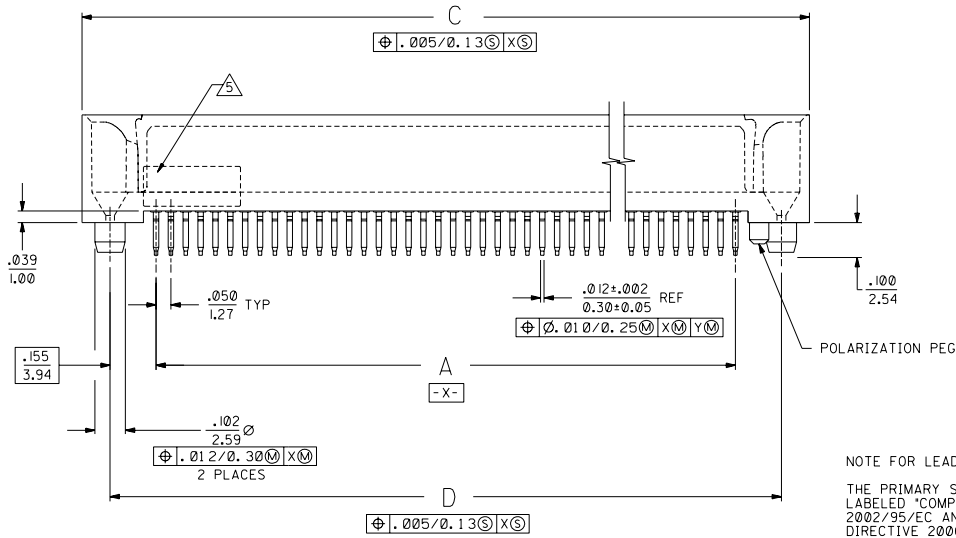 C
⌖ .005/0.13Ⓢ XⓈ
5
.039
1.00
.050
1.27 TYP
.012±.002
0.30±0.05 REF
⌖ Ø.010/0.25Ⓜ XⓂ YⓂ
.100
2.54
POLARIZATION PEG
.155
3.94
A
-X-
.102
2.59 Ø
⌖ .012/0.30Ⓜ XⓂ
2 PLACES
D
⌖ .005/0.13Ⓢ XⓈ
NOTE FOR LEAD
THE PRIMARY S
LABELED "COMP
2002/95/EC AN
DIRECTIVE 200